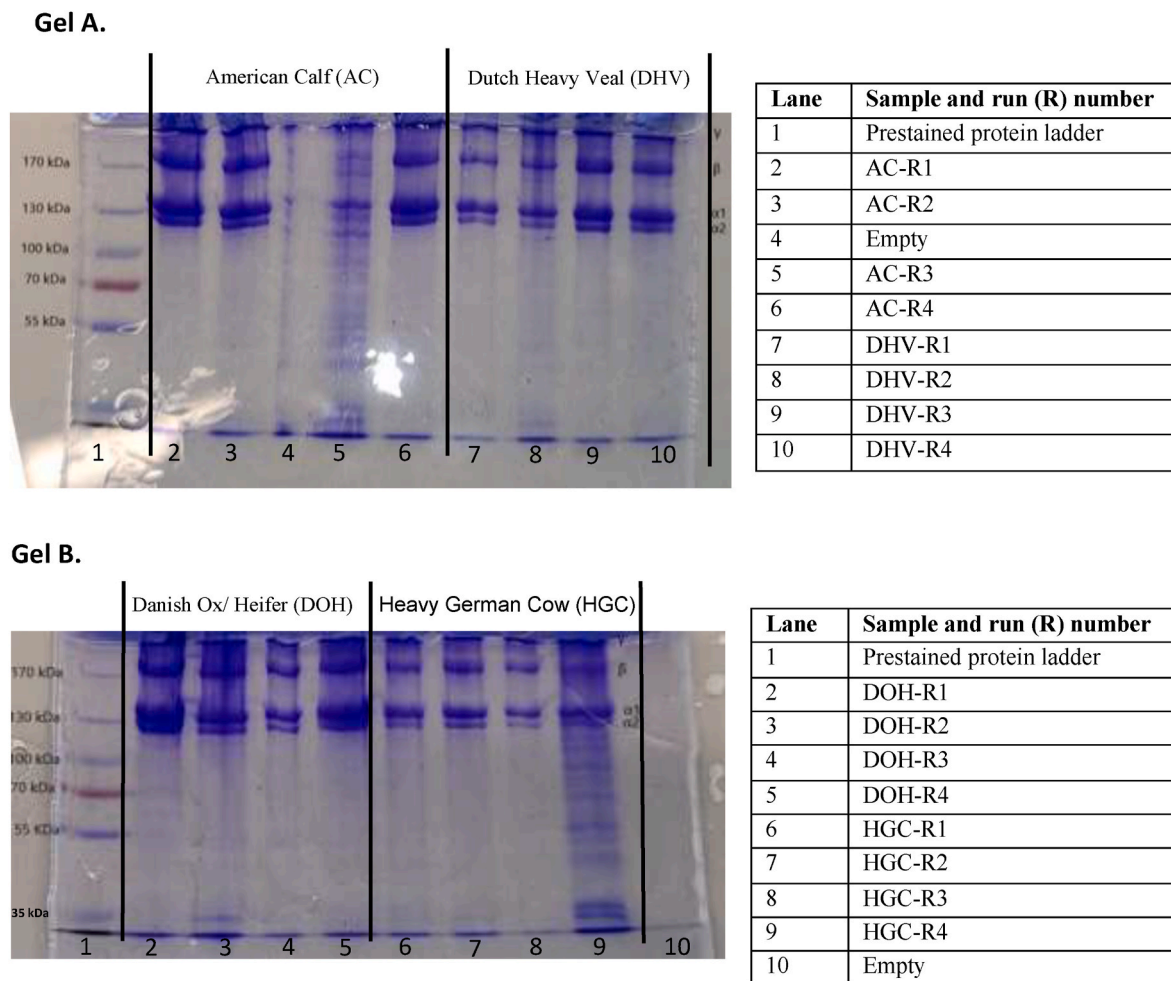 Gel A.
American Calf (AC)
Dutch Heavy Veal (DHV)
170 kDa
130 kDa
100 kDa
70 kDa
55 kDa
γ
β
α1
α2
1 2 3 4 5 6 7 8 9 10
Lane Sample and run (R) number
1 Prestained protein ladder
2 AC-R1
3 AC-R2
4 Empty
5 AC-R3
6 AC-R4
7 DHV-R1
8 DHV-R2
9 DHV-R3
10 DHV-R4
Gel B.
Danish Ox/ Heifer (DOH)
Heavy German Cow (HGC)
170 kDa
130 kDa
100 kDa
70 kDa
55 KDa
35 kDa
γ
β
α1
α2
1 2 3 4 5 6 7 8 9 10
Lane Sample and run (R) number
1 Prestained protein ladder
2 DOH-R1
3 DOH-R2
4 DOH-R3
5 DOH-R4
6 HGC-R1
7 HGC-R2
8 HGC-R3
9 HGC-R4
10 Empty